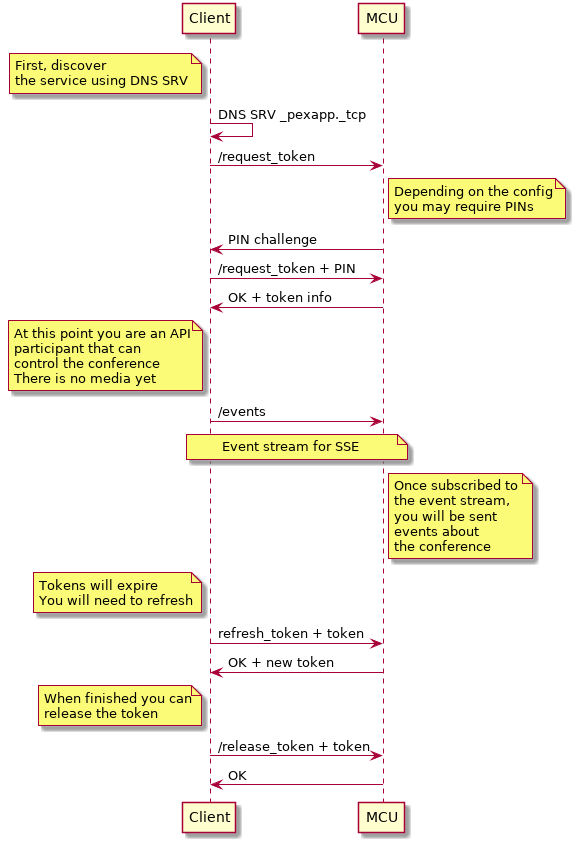 Client
MCU
First, discover
the service using DNS SRV
DNS SRV _pexapp._tcp
/request_token
Depending on the config
you may require PINs
PIN challenge
/request_token + PIN
OK + token info
At this point you are an API
participant that can
control the conference
There is no media yet
/events
Event stream for SSE
Once subscribed to
the event stream,
you will be sent
events about
the conference
Tokens will expire
You will need to refresh
refresh_token + token
OK + new token
When finished you can
release the token
/release_token + token
OK
Client
MCU